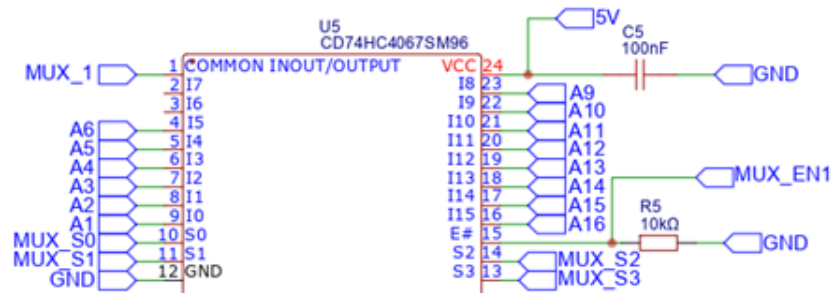 U5
CD74HC4067SM96
5V
C5
100nF
MUX_1
1 COMMON INOUT/OUTPUT
VCC 24
GND
2 I7
I8 23
A9
3 I6
I9 22
A10
A6
4 I5
I10 21
A11
A5
5 I4
I11 20
A12
A4
6 I3
I12 19
A13
A3
7 I2
I13 18
A14
MUX_EN1
A2
8 I1
I14 17
A15
A1
9 I0
I15 16
A16
R5
10kΩ
MUX_S0
10 S0
E# 15
GND
MUX_S1
11 S1
S2 14
MUX_S2
GND
12 GND
S3 13
MUX_S3